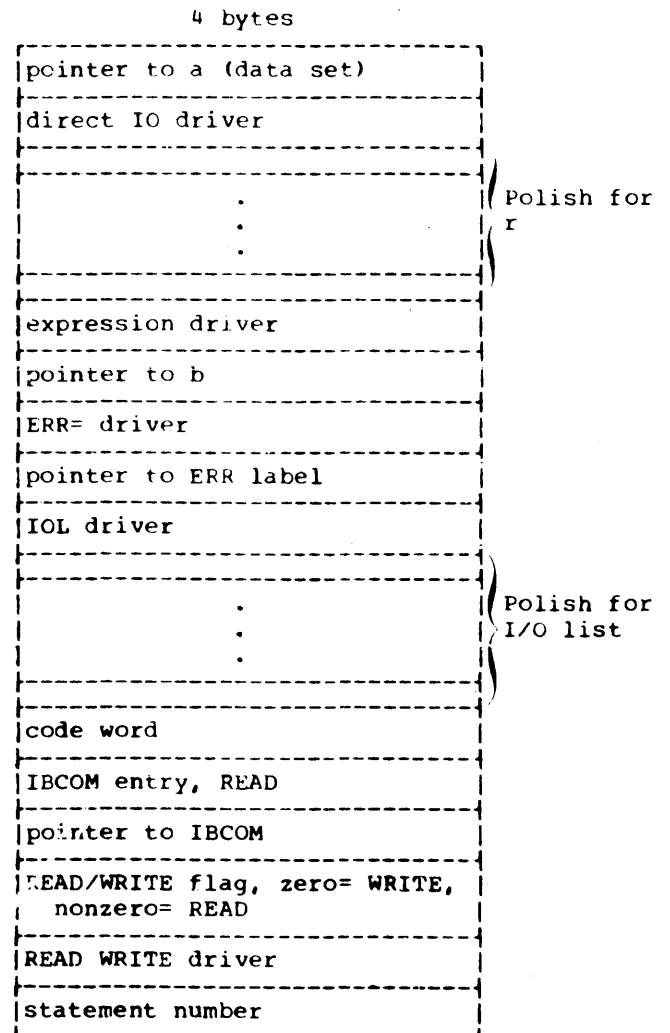 4 bytes
pointer to a (data set)
direct IO driver
.
.
.
Polish for
r
expression driver
pointer to b
ERR= driver
pointer to ERR label
IOL driver
.
.
.
Polish for
I/O list
code word
IBCOM entry, READ
pointer to IBCOM
READ/WRITE flag, zero= WRITE,
nonzero= READ
READ WRITE driver
statement number